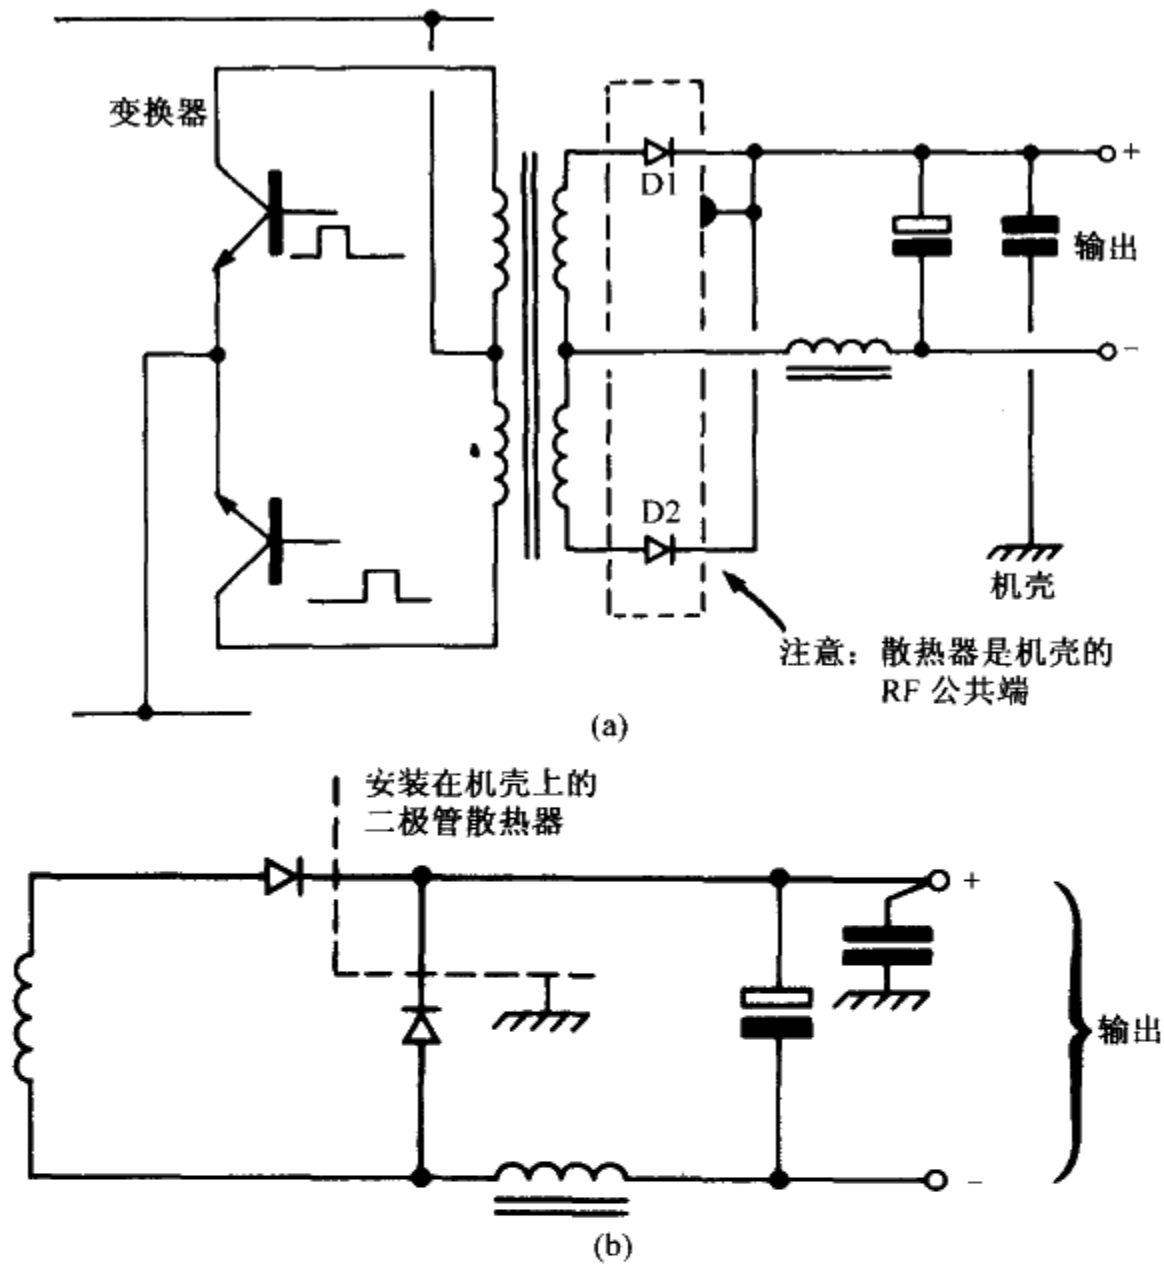 变换器
D1
+
输出
−
D2
机壳
注意：散热器是机壳的
RF 公共端
(a)
安装在机壳上的
二极管散热器
+
输出
−
(b)